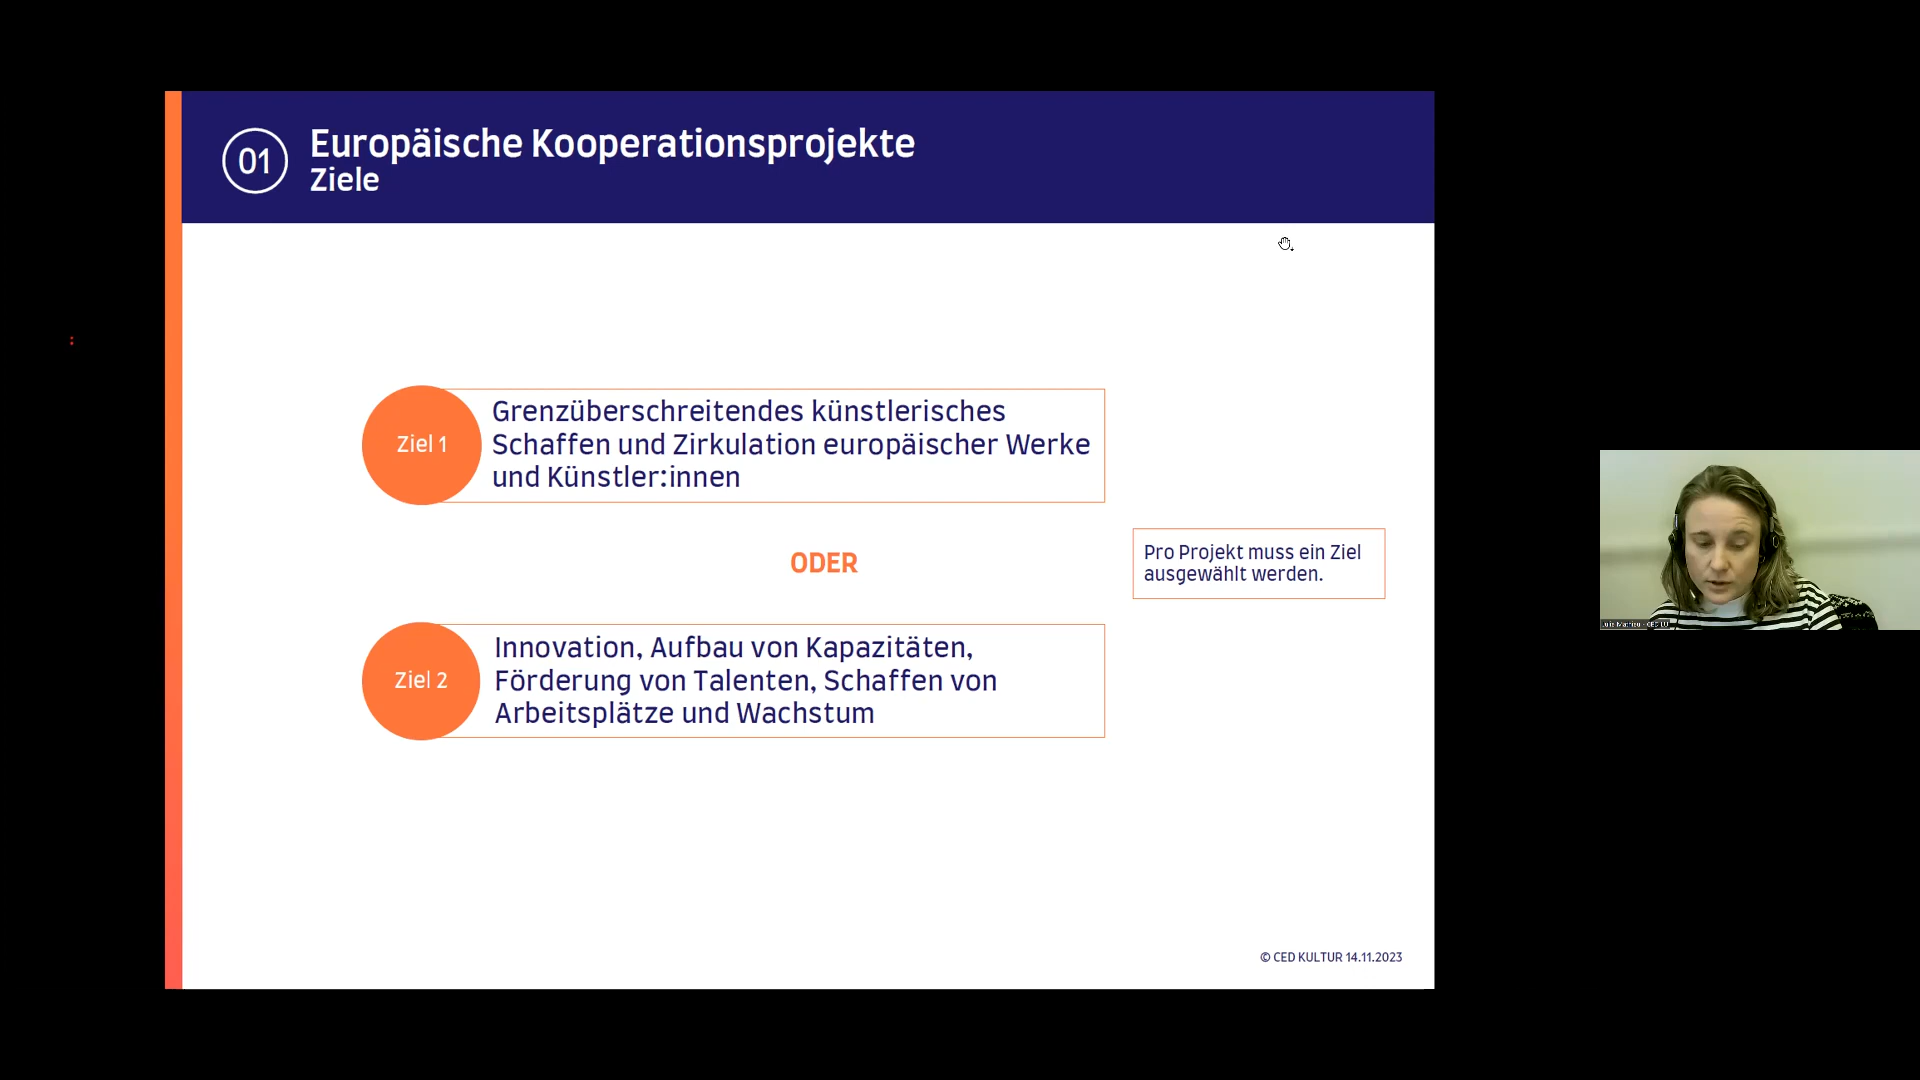 01
Europäische Kooperationsprojekte
Ziele
Ziel 1
Grenzüberschreitendes künstlerisches
Schaffen und Zirkulation europäischer Werke
und Künstler:innen
ODER
Pro Projekt muss ein Ziel
ausgewählt werden.
Ziel 2
Innovation, Aufbau von Kapazitäten,
Förderung von Talenten, Schaffen von
Arbeitsplätze und Wachstum
© CED KULTUR 14.11.2023